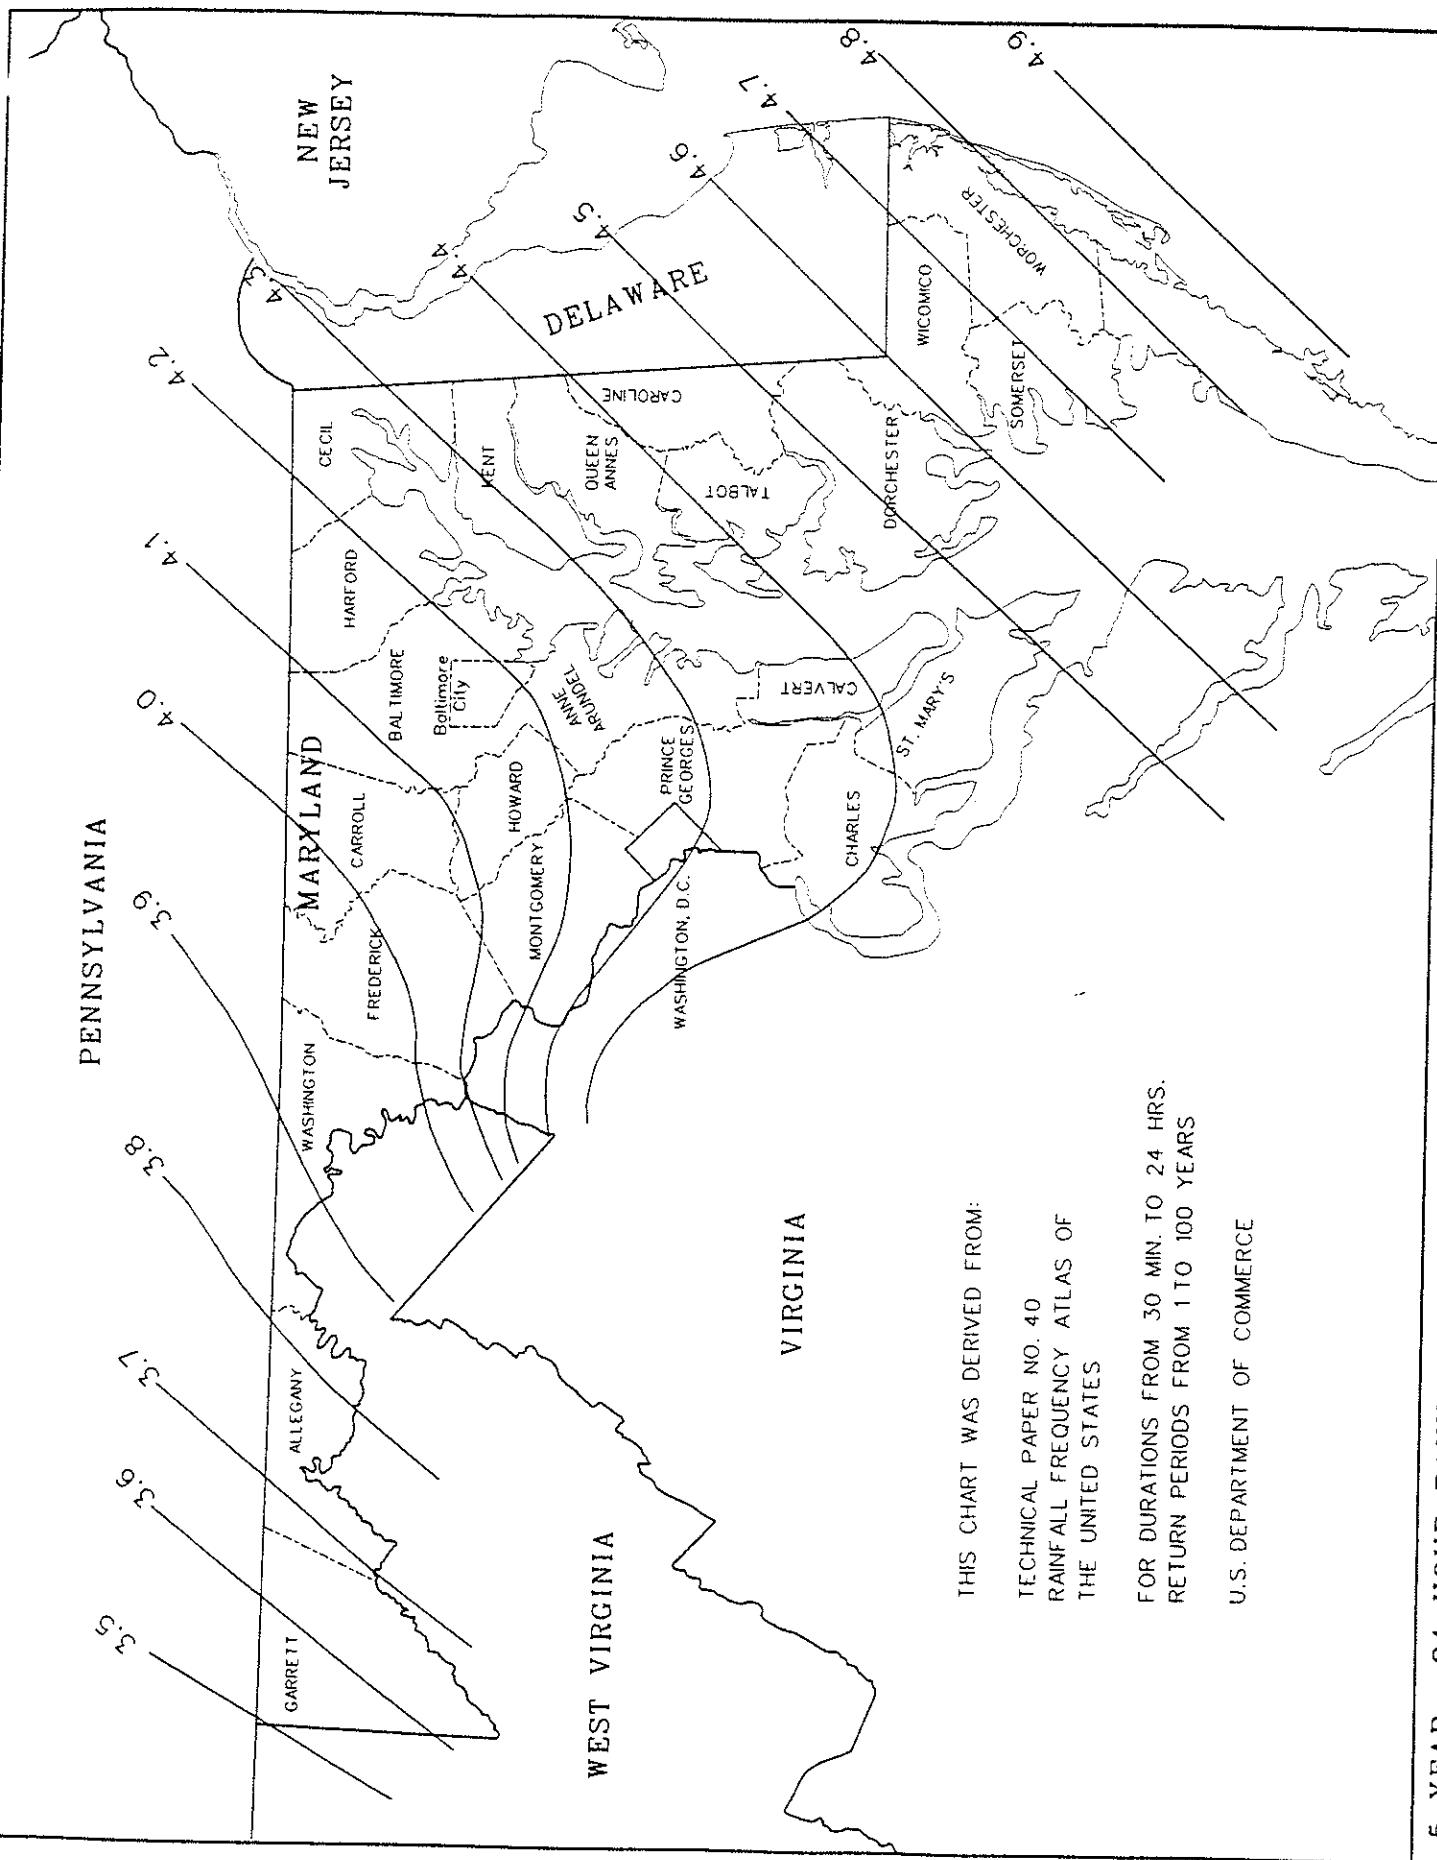 PENNSYLVANIA
NEW
JERSEY
MARYLAND
DELAWARE
WEST VIRGINIA
VIRGINIA
3.5
3.6
3.7
3.8
3.9
4.0
4.1
4.2
4.3
4.4
4.5
4.6
4.7
4.8
4.9
GARRETT
ALLEGANY
WASHINGTON
FREDERICK
CARROLL
BALTIMORE
Baltimore
City
HARFORD
CECIL
MONTGOMERY
HOWARD
ANNE
ARUNDEL
KENT
QUEEN
ANNES
CAROLINE
TALBOT
PRINCE
GEORGES
WASHINGTON, D.C.
CALVERT
CHARLES
ST. MARY'S
DORCHESTER
WICOMICO
SOMERSET
WORCHESTER
THIS CHART WAS DERIVED FROM:
TECHNICAL PAPER NO. 40
RAINFALL FREQUENCY ATLAS OF
THE UNITED STATES
FOR DURATIONS FROM 30 MIN. TO 24 HRS.
RETURN PERIODS FROM 1 TO 100 YEARS
U.S. DEPARTMENT OF COMMERCE